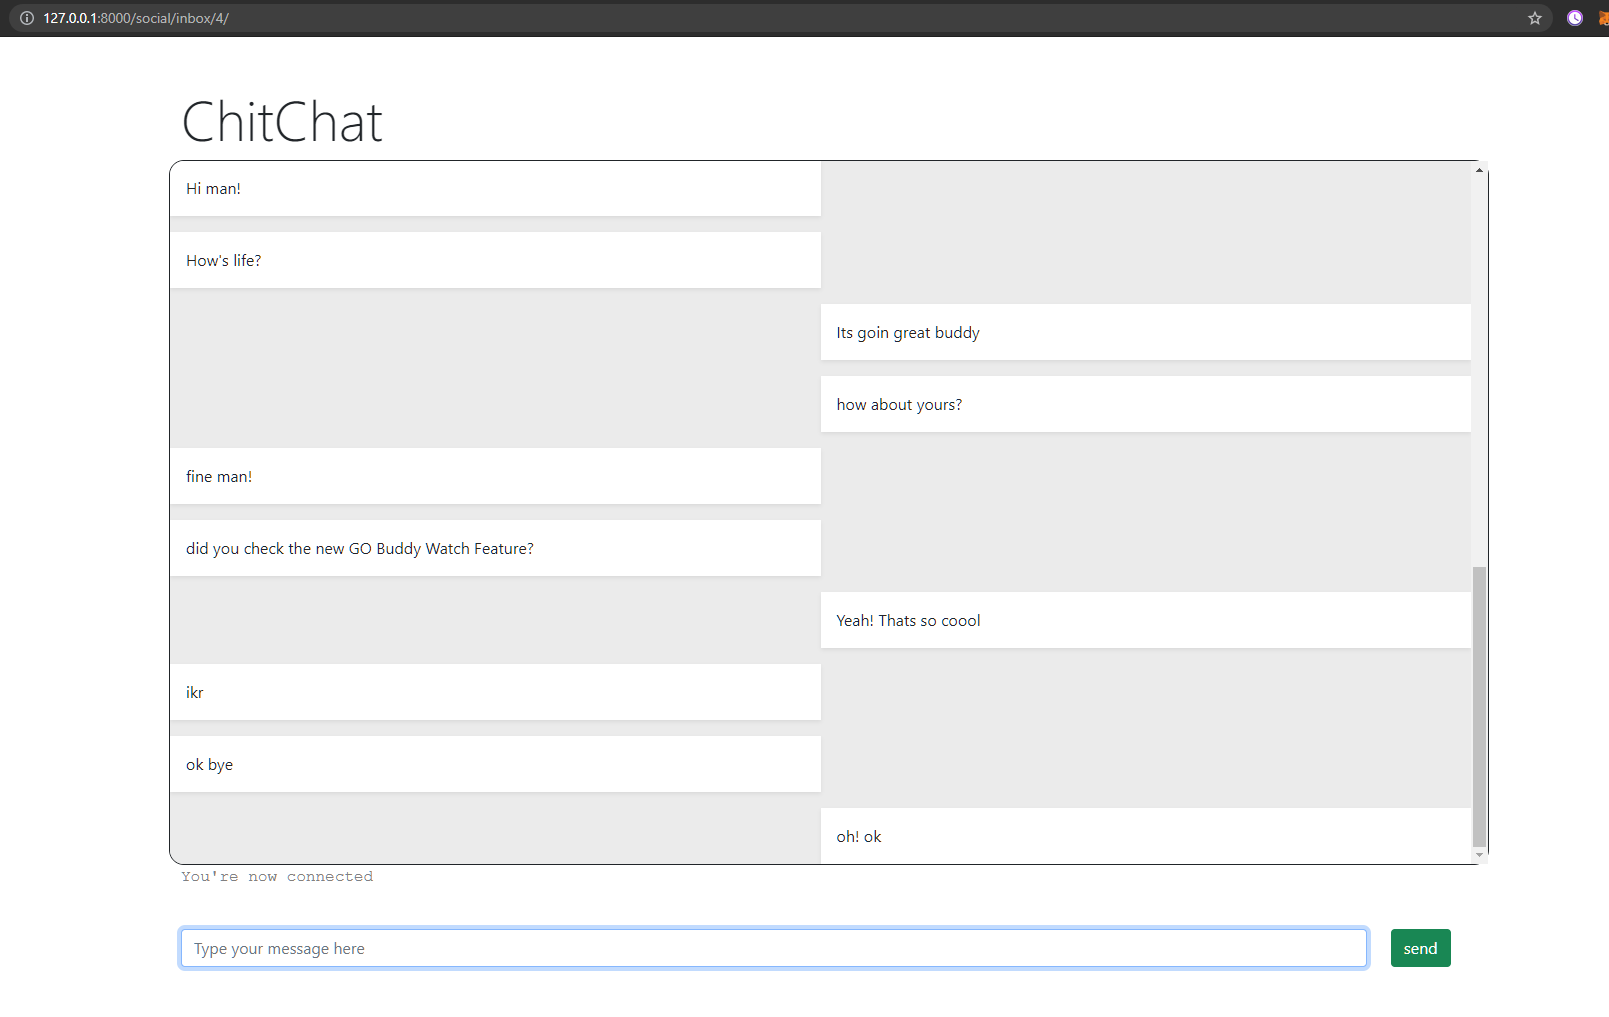 127.0.0.1:8000/social/inbox/4/
ChitChat
Hi man!
How's life?
Its goin great buddy
how about yours?
fine man!
did you check the new GO Buddy Watch Feature?
Yeah! Thats so coool
ikr
ok bye
oh! ok
You're now connected
Type your message here
send